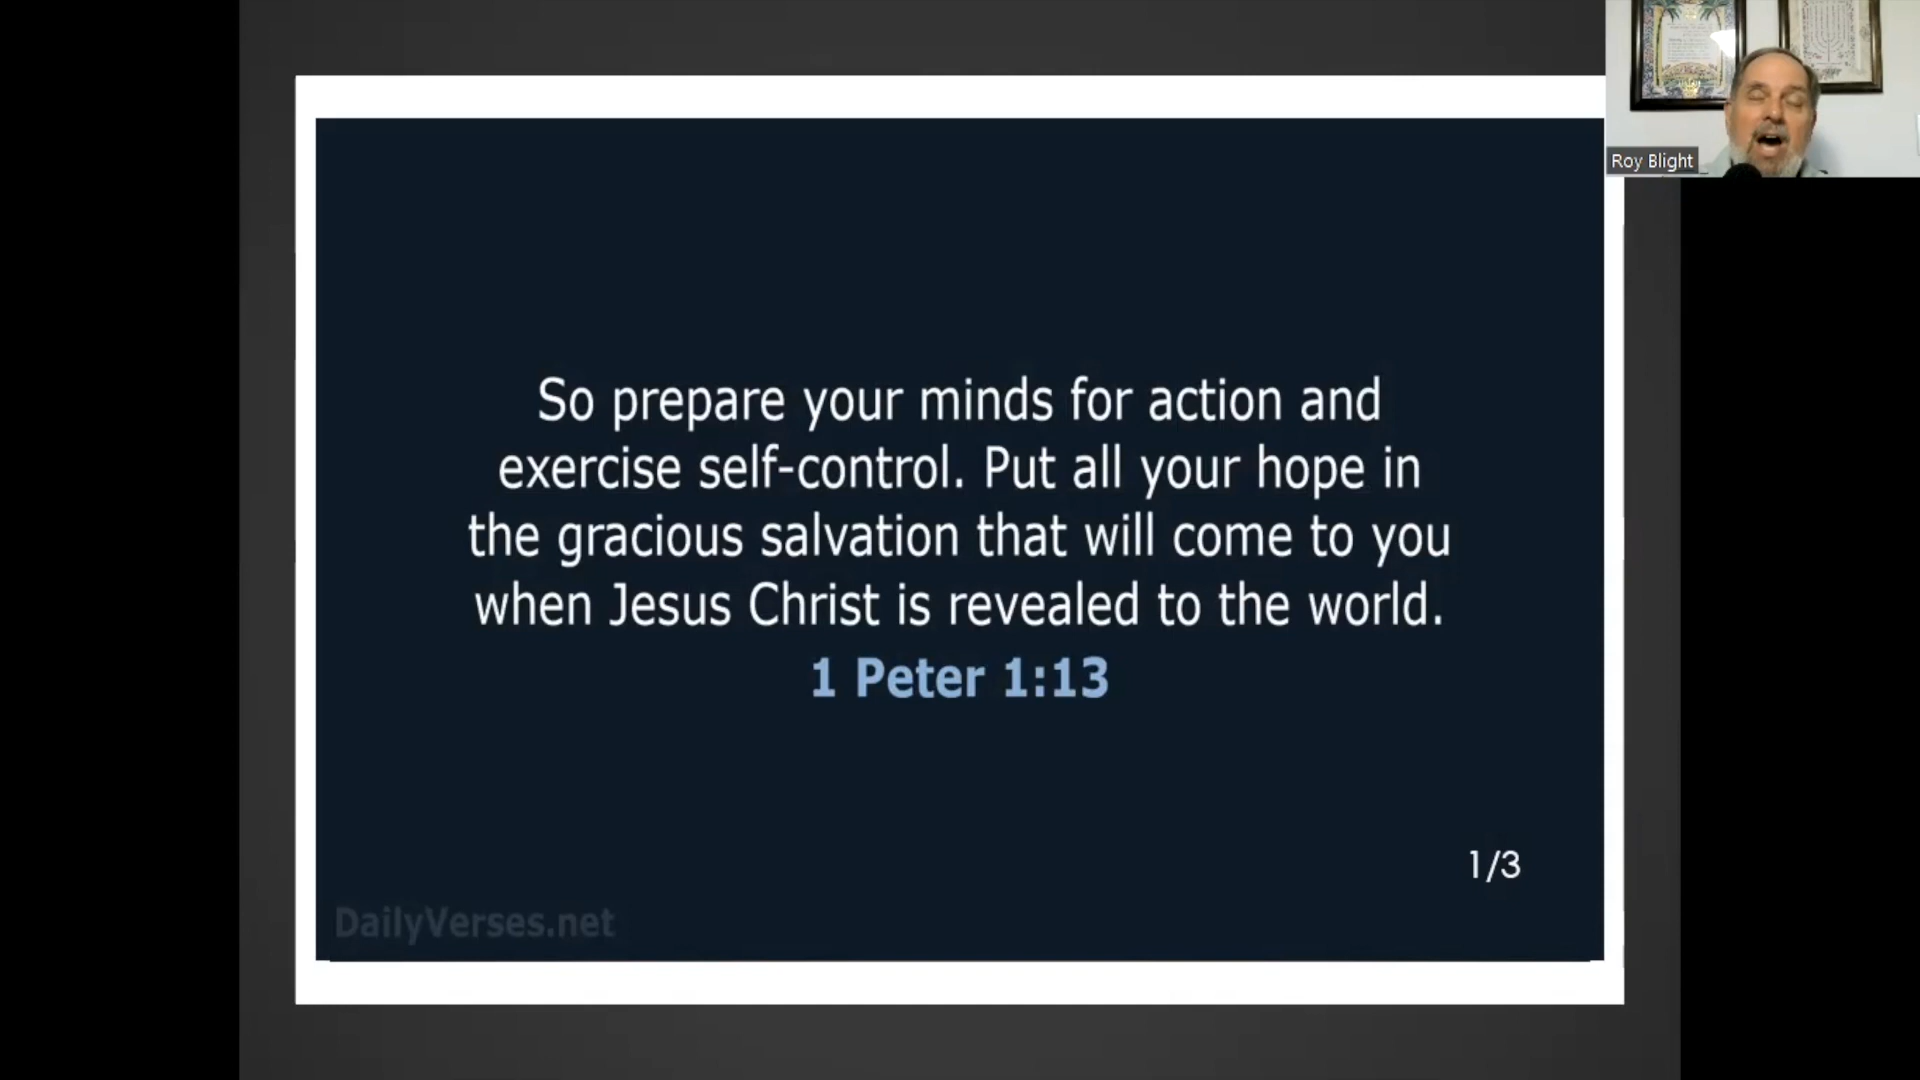 Roy Blight
So prepare your minds for action and
exercise self-control. Put all your hope in
the gracious salvation that will come to you
when Jesus Christ is revealed to the world.
1 Peter 1:13
1/3
DailyVerses.net